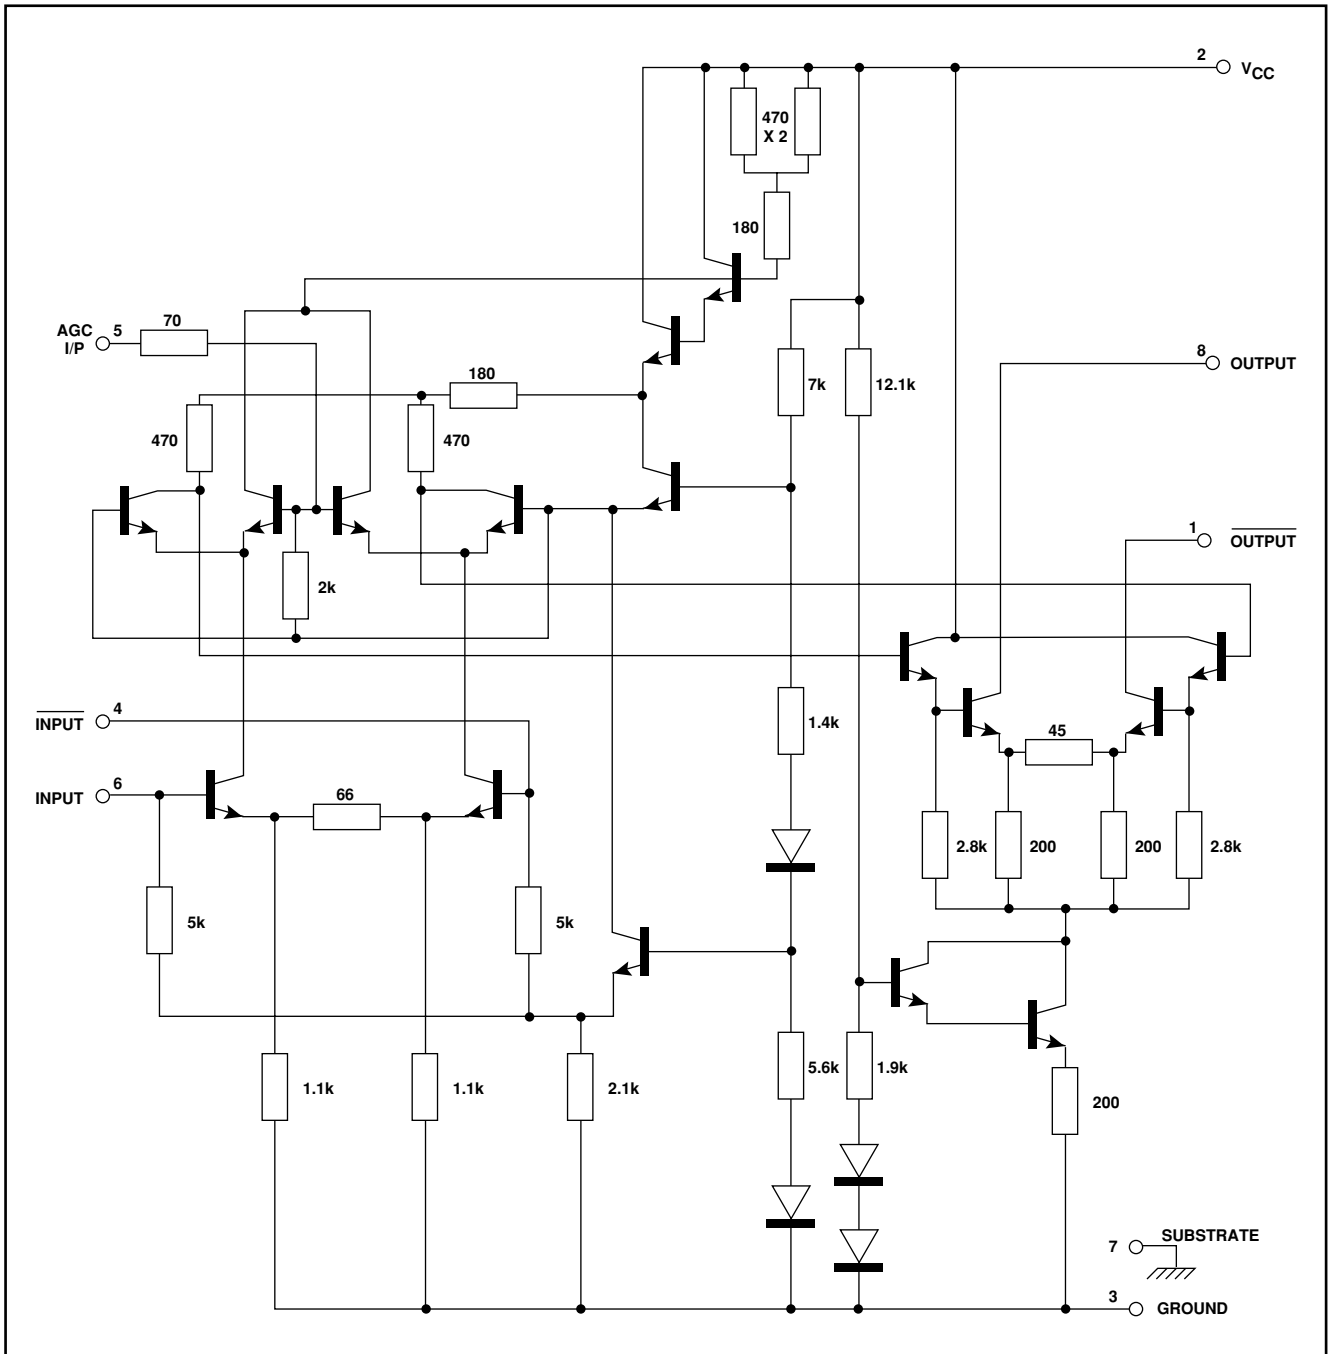 2
VCC
470
X 2
180
AGC
I/P
5
70
180
8
OUTPUT
7k
12.1k
470
470
1
OUTPUT
2k
INPUT
4
1.4k
45
INPUT
6
66
2.8k
200
200
2.8k
5k
5k
1.1k
1.1k
2.1k
5.6k
1.9k
200
7
SUBSTRATE
3
GROUND